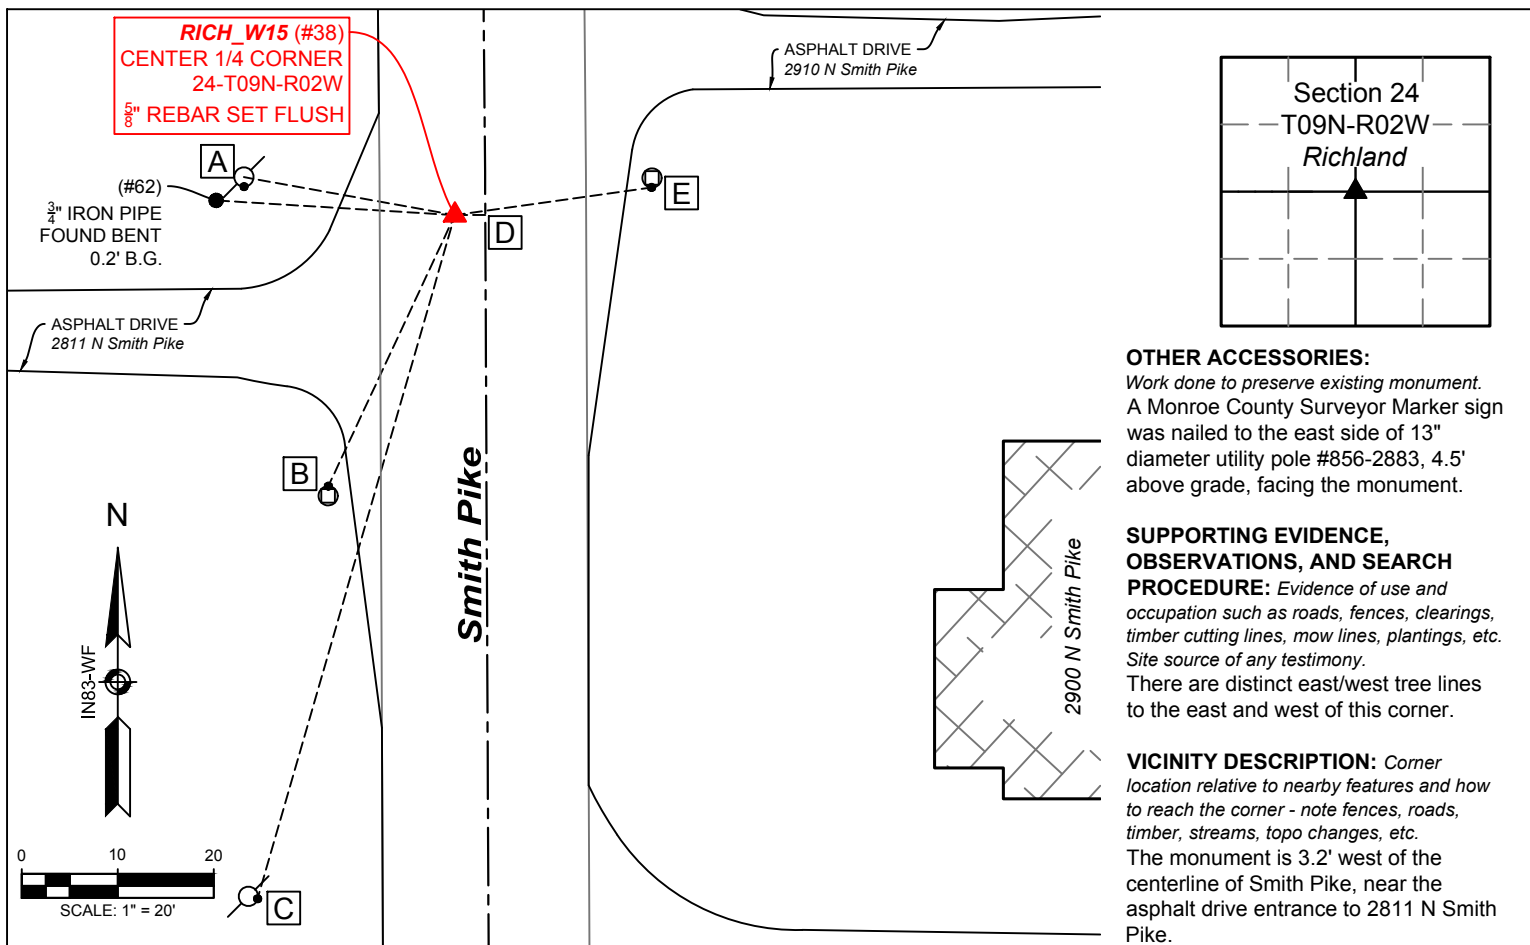 RICH_W15 (#38)
CENTER 1/4 CORNER
24-T09N-R02W
5/8" REBAR SET FLUSH
A
(#62)
3/4" IRON PIPE
FOUND BENT
0.2' B.G.
ASPHALT DRIVE
2811 N Smith Pike
ASPHALT DRIVE
2910 N Smith Pike
E
D
B
C
Smith Pike
2900 N Smith Pike
N
IN83-WF
0 10 20
SCALE: 1" = 20'
Section 24
T09N-R02W
Richland
OTHER ACCESSORIES:
Work done to preserve existing monument.
A Monroe County Surveyor Marker sign
was nailed to the east side of 13"
diameter utility pole #856-2883, 4.5'
above grade, facing the monument.
SUPPORTING EVIDENCE,
OBSERVATIONS, AND SEARCH
PROCEDURE: Evidence of use and
occupation such as roads, fences, clearings,
timber cutting lines, mow lines, plantings, etc.
Site source of any testimony.
There are distinct east/west tree lines
to the east and west of this corner.
VICINITY DESCRIPTION: Corner
location relative to nearby features and how
to reach the corner - note fences, roads,
timber, streams, topo changes, etc.
The monument is 3.2' west of the
centerline of Smith Pike, near the
asphalt drive entrance to 2811 N Smith
Pike.